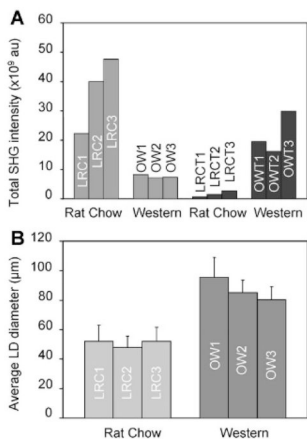 A
Total SHG intensity (x10⁹ au)
60
50
40
30
20
10
0
LRC1
LRC2
LRC3
OW1
OW2
OW3
LRCT1
LRCT2
LRCT3
OWT1
OWT2
OWT3
Rat Chow
Western
Rat Chow
Western
B
Average LD diameter (µm)
120
100
80
60
40
20
0
LRC1
LRC2
LRC3
OW1
OW2
OW3
Rat Chow
Western